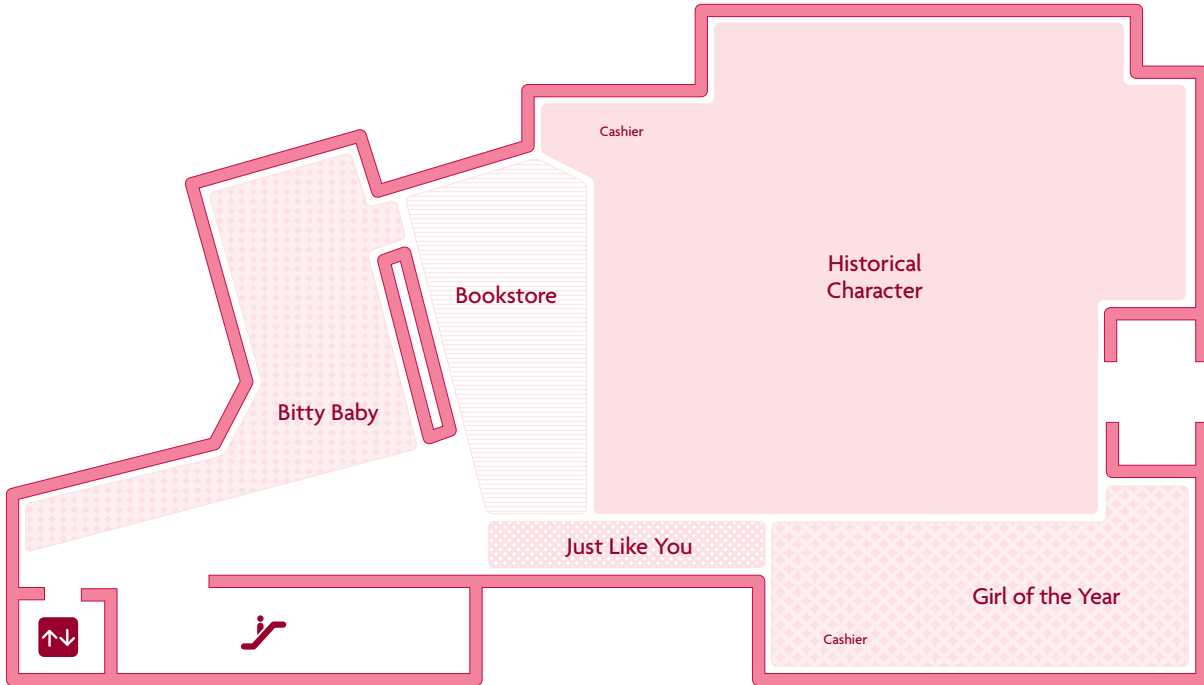 Cashier
Historical
Character
Bookstore
Bitty Baby
Just Like You
Girl of the Year
Cashier